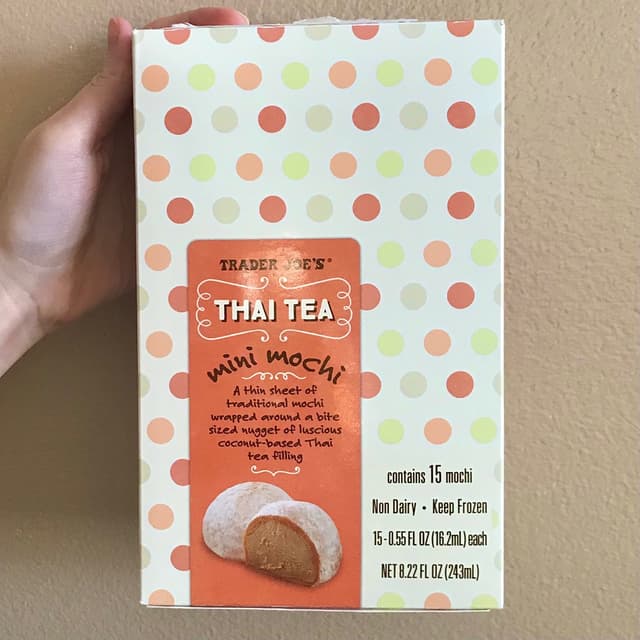 TRADER JOE'S®
THAI TEA
mini mochi
A thin sheet of
traditional mochi
wrapped around a bite
sized nugget of luscious
coconut-based Thai
tea filling
contains 15 mochi
Non Dairy • Keep Frozen
15-0.55 FL OZ (16.2mL) each
NET 8.22 FL OZ (243mL)